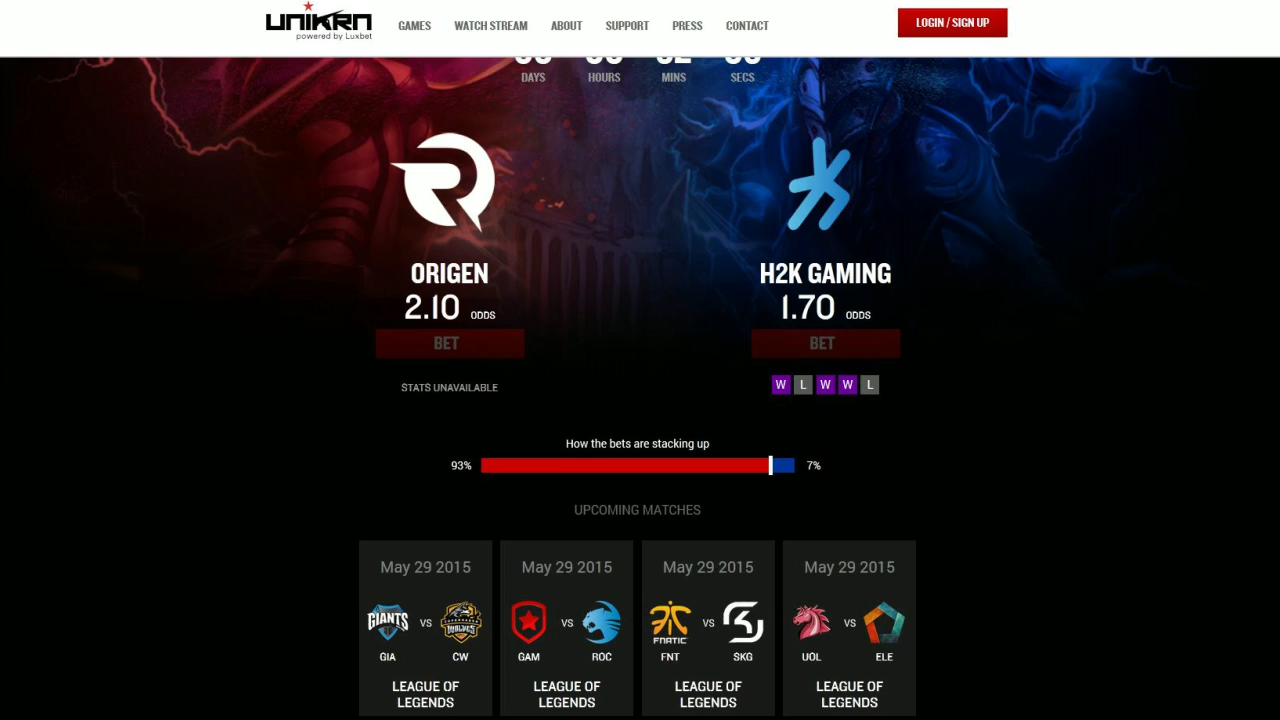 UNIKRN
powered by Luxbet
GAMES WATCH STREAM ABOUT SUPPORT PRESS CONTACT
LOGIN / SIGN UP
DAYS HOURS MINS SECS
ORIGEN H2K GAMING
2.10 ODDS 1.70 ODDS
BET BET
STATS UNAVAILABLE W L W W L
How the bets are stacking up
93% 7%
UPCOMING MATCHES
May 29 2015 May 29 2015 May 29 2015 May 29 2015
GIANTS VS WOLVES VS FNATIC VS VS
GIA CW GAM ROC FNT SKG UOL ELE
LEAGUE OF LEAGUE OF LEAGUE OF LEAGUE OF
LEGENDS LEGENDS LEGENDS LEGENDS